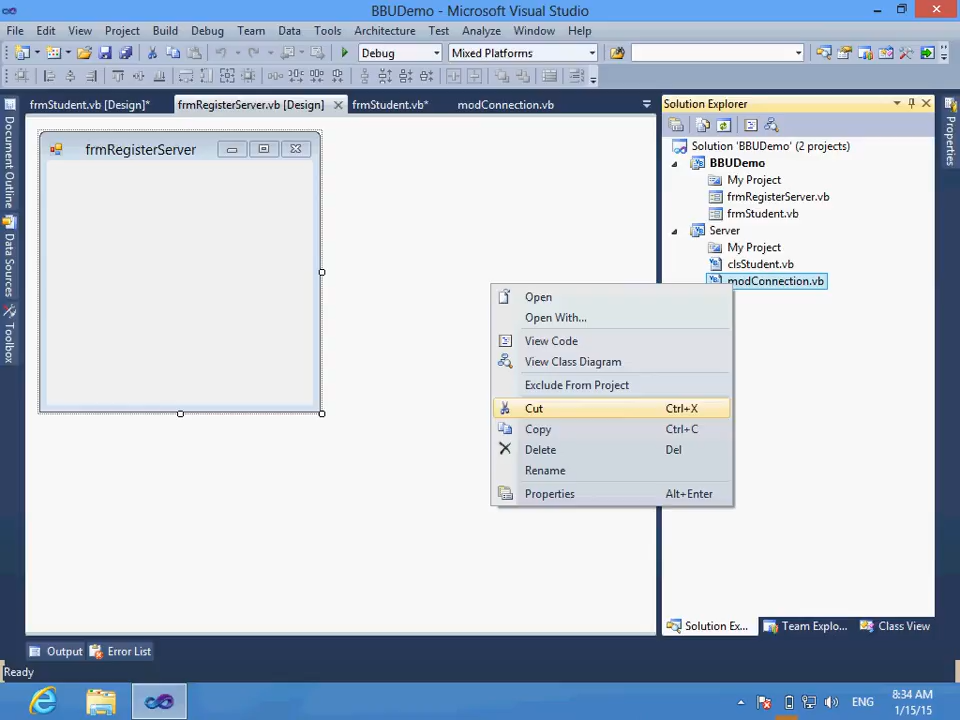 BBUDemo - Microsoft Visual Studio
File Edit View Project Build Debug Team Data Tools Architecture Test Analyze Window Help
Debug Mixed Platforms
frmStudent.vb [Design]* frmRegisterServer.vb [Design] frmStudent.vb* modConnection.vb
Solution Explorer
Document Outline
Data Sources
Toolbox
Properties
frmRegisterServer
Solution 'BBUDemo' (2 projects)
BBUDemo
My Project
frmRegisterServer.vb
frmStudent.vb
Server
My Project
clsStudent.vb
modConnection.vb
Open
Open With...
View Code
View Class Diagram
Exclude From Project
Cut Ctrl+X
Copy Ctrl+C
Delete Del
Rename
Properties Alt+Enter
Solution Ex... Team Explo... Class View
Output Error List
Ready
ENG
8:34 AM
1/15/15